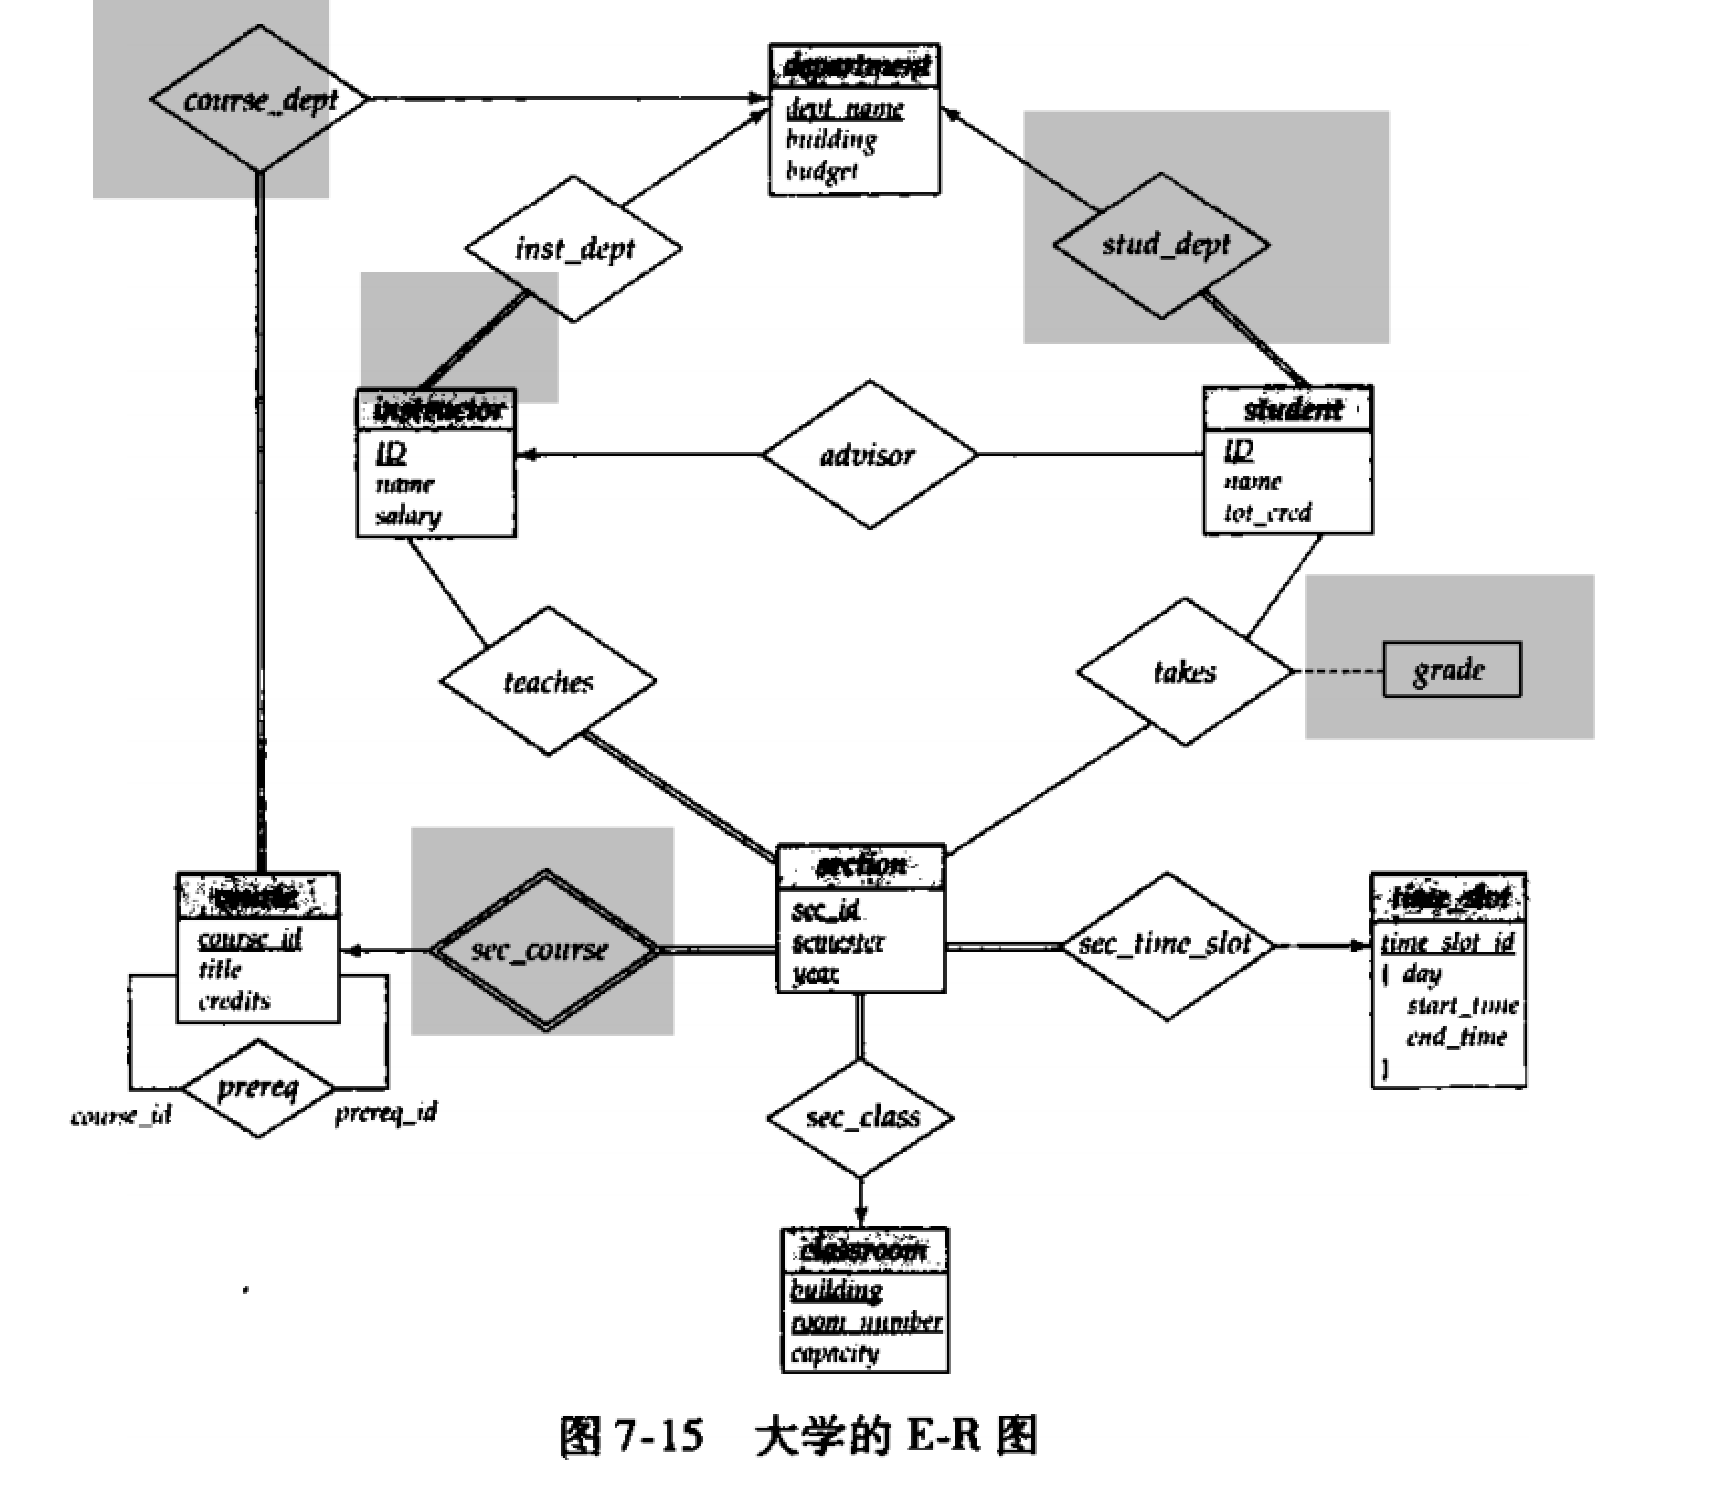 course_dept
department
dept_name
building
budget
inst_dept
stud_dept
instructor
ID
name
salary
advisor
student
ID
name
tot_cred
teaches
takes
grade
course
course_id
title
credits
sec_course
section
sec_id
semester
year
sec_time_slot
time_slot
time_slot_id
{ day
start_time
end_time
}
prereq
course_id
prereq_id
sec_class
classroom
building
room_number
capacity
图 7-15 大学的 E-R 图